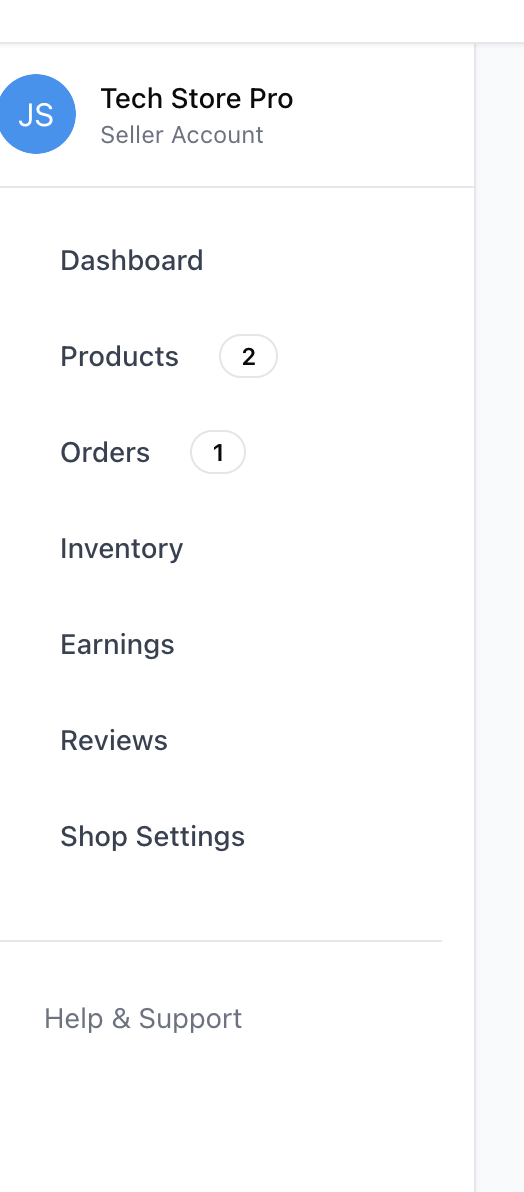 JS
Tech Store Pro
Seller Account
Dashboard
Products 2
Orders 1
Inventory
Earnings
Reviews
Shop Settings
Help & Support